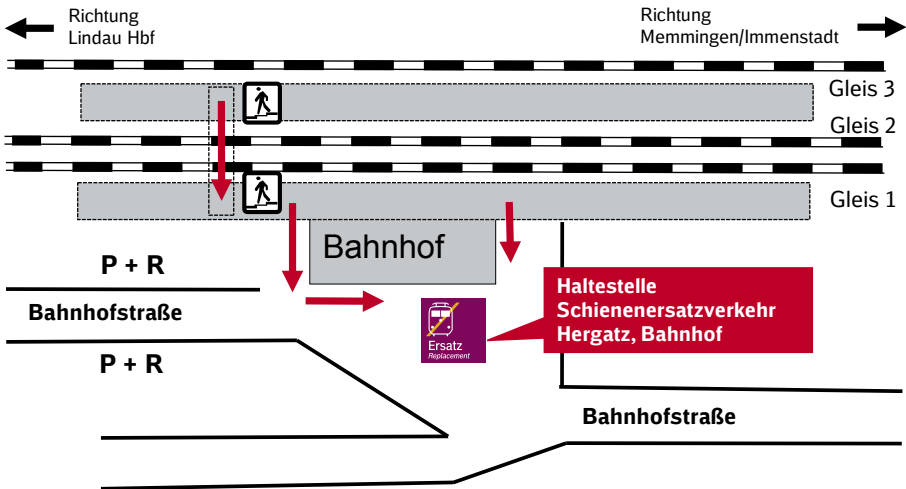 Richtung
Lindau Hbf
Richtung
Memmingen/Immenstadt
Gleis 3
Gleis 2
Gleis 1
Bahnhof
P + R
Bahnhofstraße
P + R
Ersatz
Replacement
Haltestelle
Schienenersatzverkehr
Hergatz, Bahnhof
Bahnhofstraße